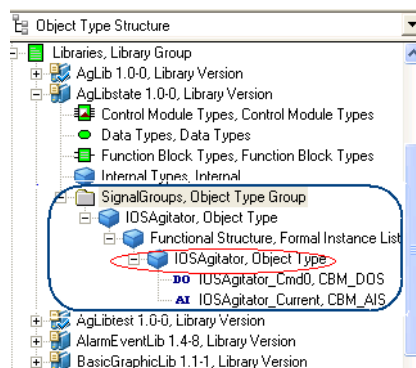 Object Type Structure
Libraries, Library Group
AgLib 1.0-0, Library Version
AgLibstate 1.0-0, Library Version
Control Module Types, Control Module Types
Data Types, Data Types
Function Block Types, Function Block Types
Internal Types, Internal
SignalGroups, Object Type Group
IOSAgitator, Object Type
Functional Structure, Formal Instance List
IOSAgitator, Object Type
DO IOSAgitator_Cmd0, CBM_DOS
AI IOSAgitator_Current, CBM_AIS
AgLibtest 1.0-0, Library Version
AlarmEventLib 1.4-8, Library Version
BasicGraphicLib 1.1-1, Library Version